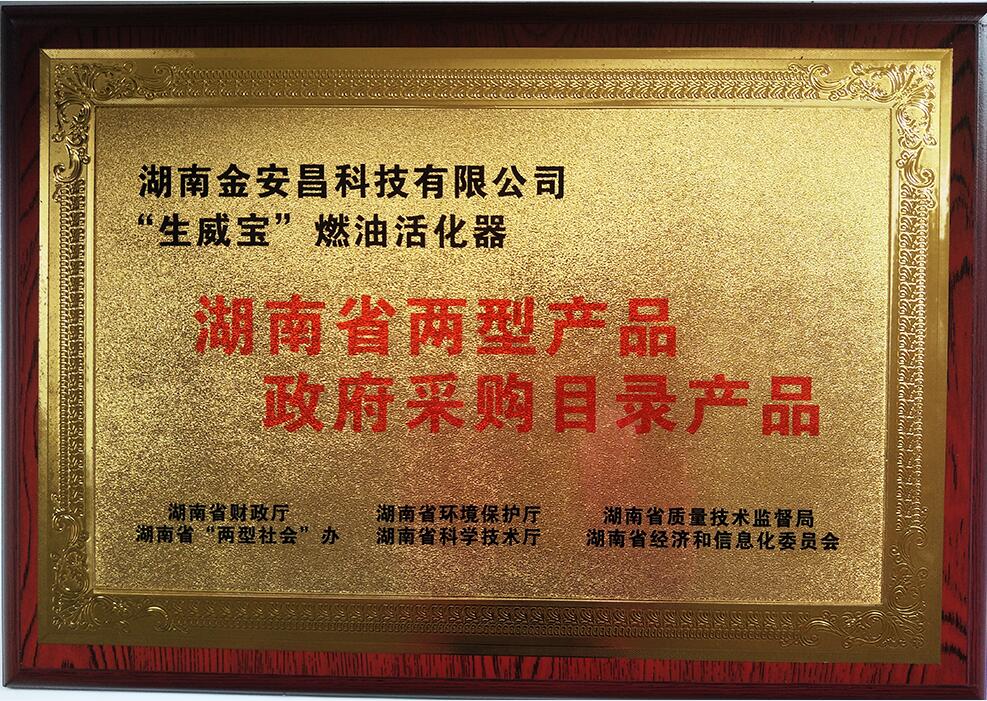 湖南金安昌科技有限公司
“生威宝”燃油活化器
湖南省两型产品
政府采购目录产品
湖南省财政厅 湖南省环境保护厅 湖南省质量技术监督局
湖南省“两型社会”办 湖南省科学技术厅 湖南省经济和信息化委员会